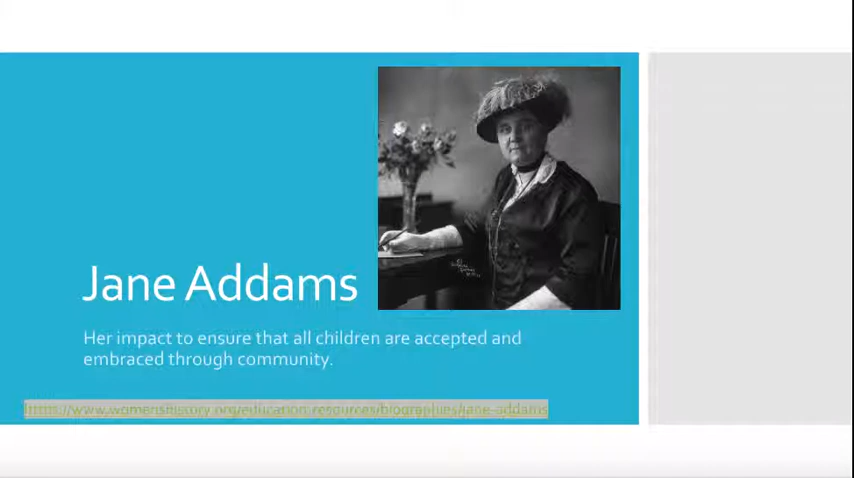 Jane Addams
Her impact to ensure that all children are accepted and
embraced through community.
https://www.womenshistory.org/education-resources/biographies/jane-addams